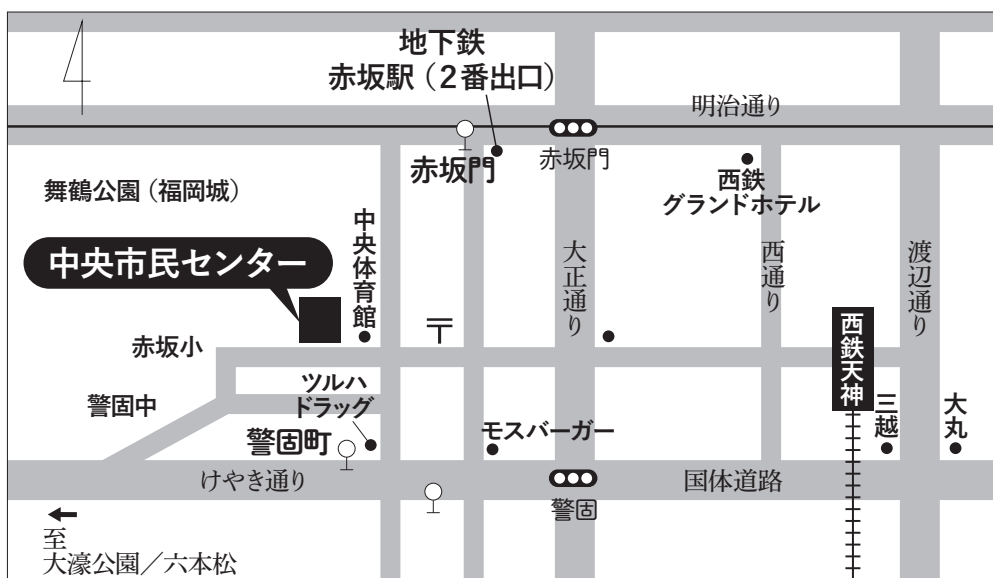 地下鉄
赤坂駅（２番出口）
明治通り
赤坂門
赤坂門
西鉄
グランドホテル
舞鶴公園（福岡城）
中央市民センター
中央体育館
大正通り
西通り
渡辺通り
〒
赤坂小
西鉄天神
ツルハ
ドラッグ
警固中
三越
大丸
警固町
モスバーガー
けやき通り
国体道路
警固
至
大濠公園／六本松